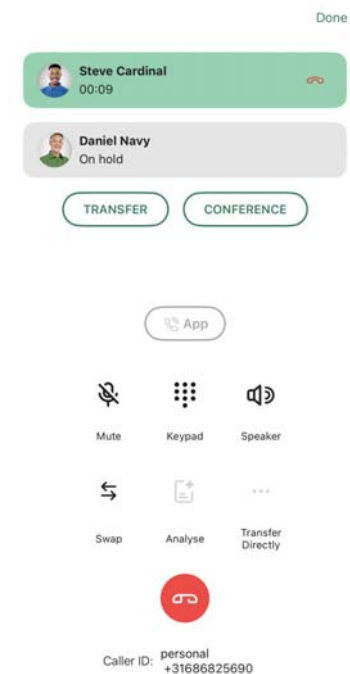 Done
Steve Cardinal
00:09
Daniel Navy
On hold
TRANSFER CONFERENCE
App
Mute Keypad Speaker
Swap Analyse Transfer Directly
Caller ID: personal
+31686825690